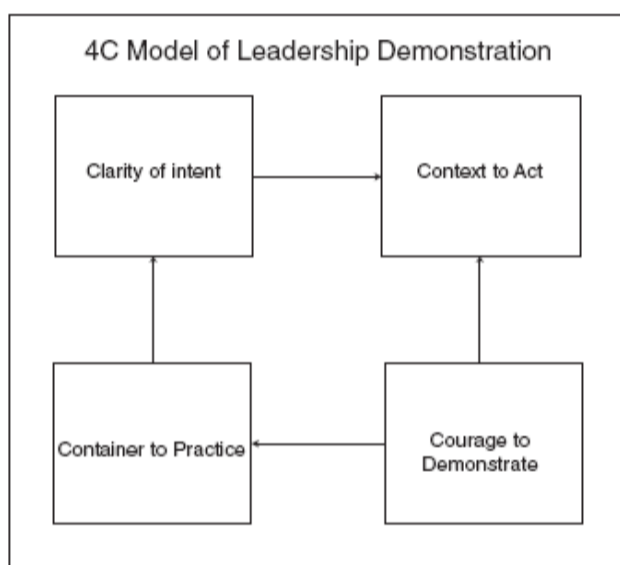 4C Model of Leadership Demonstration
Clarity of intent
Context to Act
Container to Practice
Courage to
Demonstrate